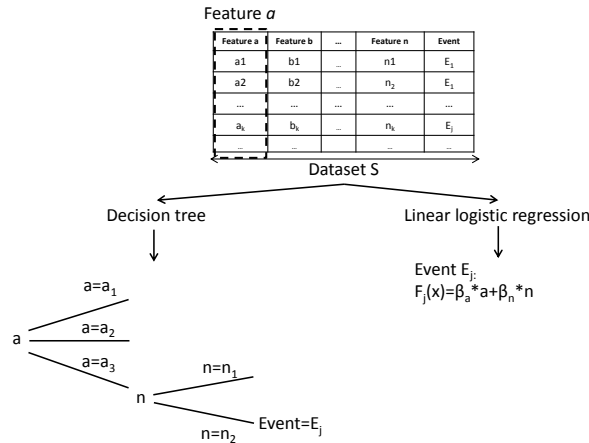 Feature a
Feature a Feature b ... Feature n Event
a1 b1 ... n1 E₁
a2 b2 ... n₂ E₁
... ... ... ... ...
aₖ bₖ ... nₖ Eⱼ
... ... ... ...
Dataset S
Decision tree Linear logistic regression
Event Eⱼ:
Fⱼ(x)=βₐ*a+βₙ*n
a=a₁
a=a₂
a
a=a₃
n=n₁
n
n=n₂
Event=Eⱼ